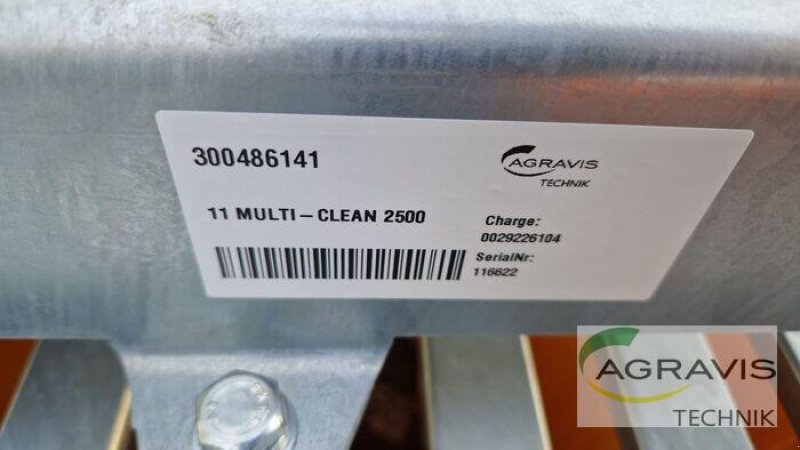 300486141
AGRAVIS
TECHNIK
11 MULTI-CLEAN 2500
Charge:
0029226104
SerialNr:
116622
AGRAVIS
TECHNIK